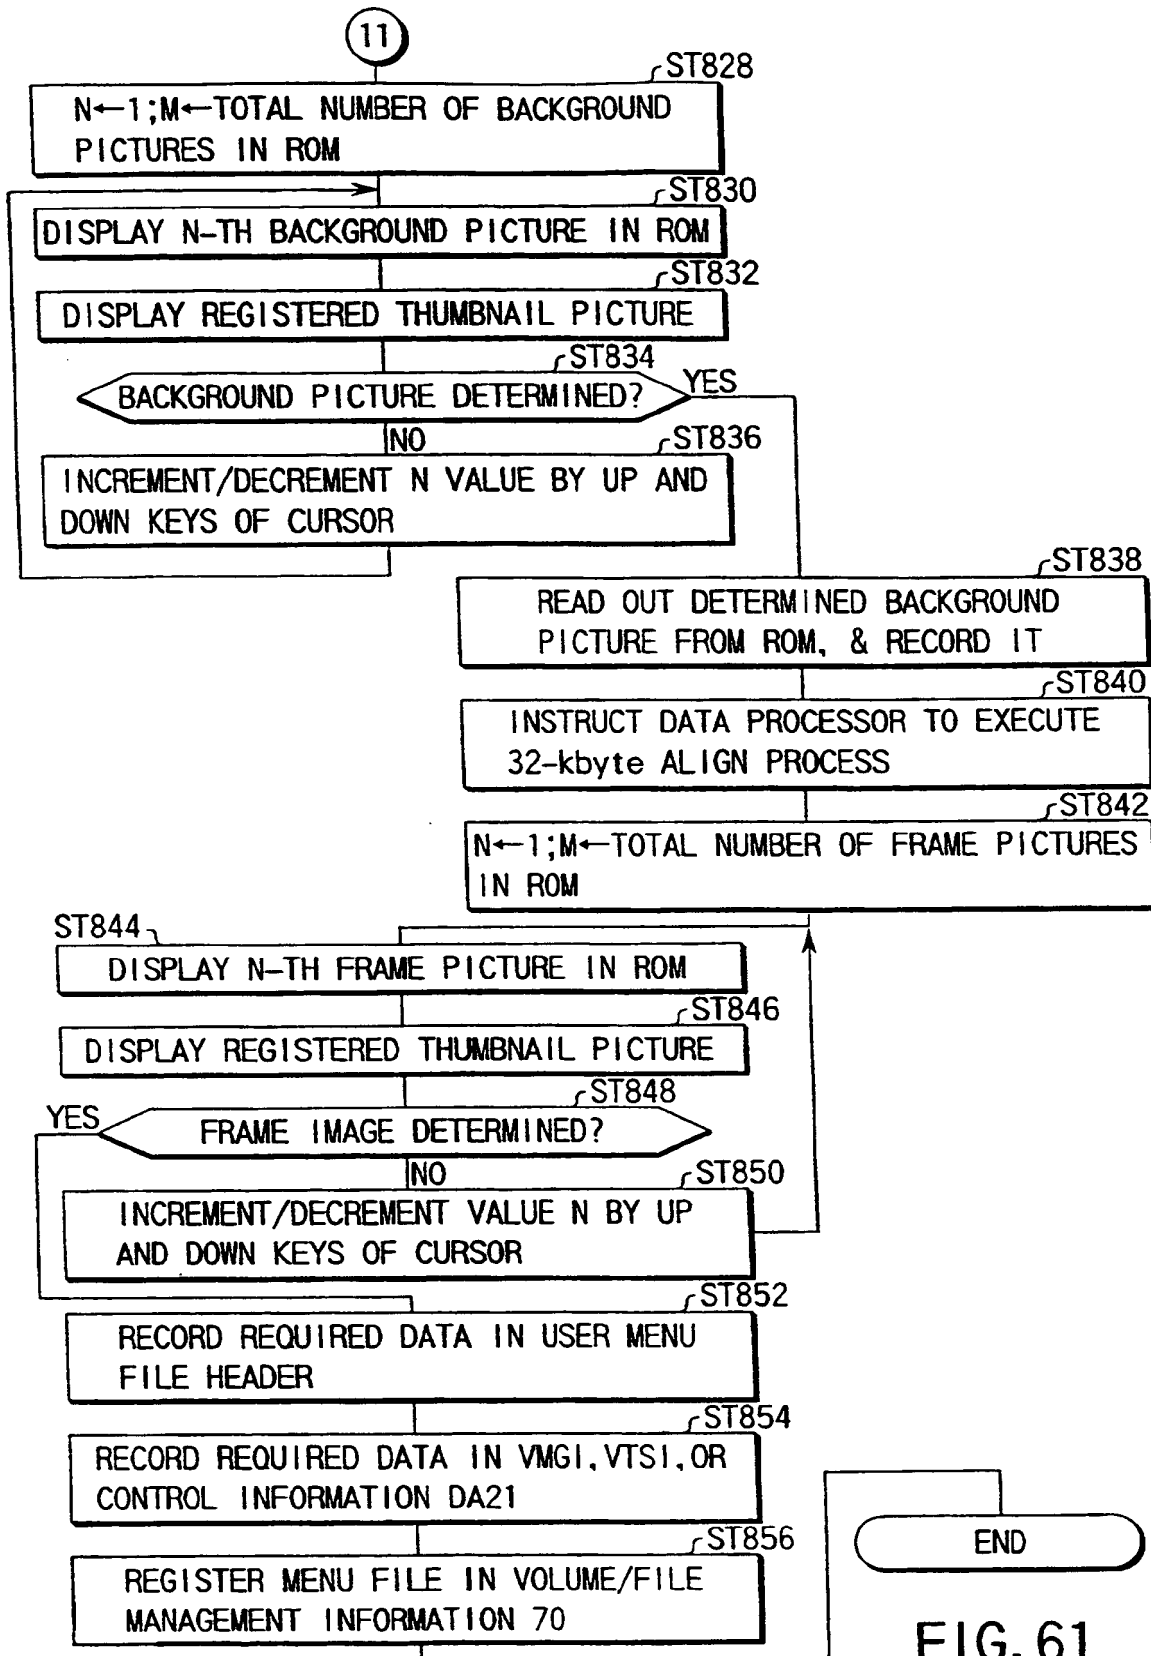 11
ST828
N←1;M←TOTAL NUMBER OF BACKGROUND
PICTURES IN ROM
ST830
DISPLAY N-TH BACKGROUND PICTURE IN ROM
ST832
DISPLAY REGISTERED THUMBNAIL PICTURE
ST834
BACKGROUND PICTURE DETERMINED?
YES
NO
ST836
INCREMENT/DECREMENT N VALUE BY UP AND
DOWN KEYS OF CURSOR
ST838
READ OUT DETERMINED BACKGROUND
PICTURE FROM ROM, & RECORD IT
ST840
INSTRUCT DATA PROCESSOR TO EXECUTE
32-kbyte ALIGN PROCESS
ST842
N←1;M←TOTAL NUMBER OF FRAME PICTURES
IN ROM
ST844
DISPLAY N-TH FRAME PICTURE IN ROM
ST846
DISPLAY REGISTERED THUMBNAIL PICTURE
ST848
YES
FRAME IMAGE DETERMINED?
NO
ST850
INCREMENT/DECREMENT VALUE N BY UP
AND DOWN KEYS OF CURSOR
ST852
RECORD REQUIRED DATA IN USER MENU
FILE HEADER
ST854
RECORD REQUIRED DATA IN VMGI,VTSI,OR
CONTROL INFORMATION DA21
ST856
REGISTER MENU FILE IN VOLUME/FILE
MANAGEMENT INFORMATION 70
END
FIG. 61